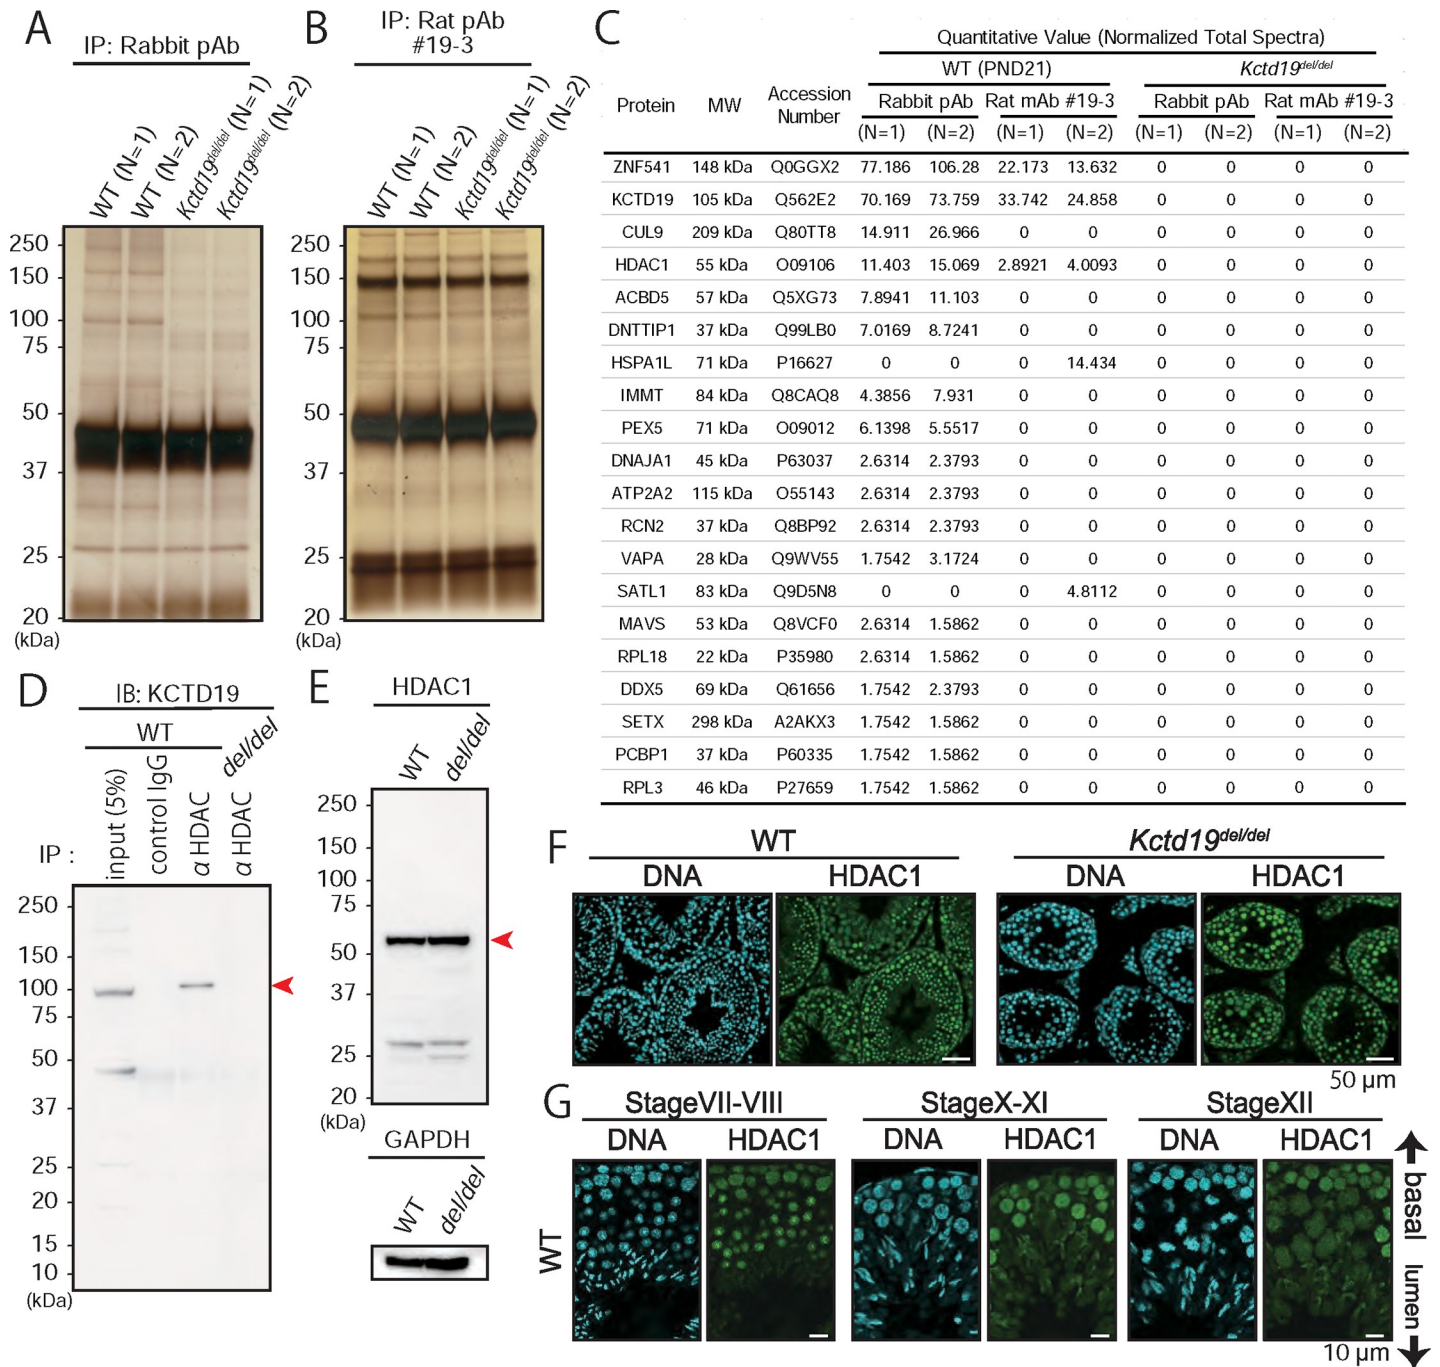 A
IP: Rabbit pAb
WT (N=1)
WT (N=2)
Kctd19del/del (N=1)
Kctd19del/del (N=2)
250
150
100
75
50
37
25
20
(kDa)
B
IP: Rat pAb
#19-3
WT (N=1)
WT (N=2)
Kctd19del/del (N=1)
Kctd19del/del (N=2)
250
150
100
75
50
37
25
20
(kDa)
C
Quantitative Value (Normalized Total Spectra)
WT (PND21) Kctd19del/del
Protein MW Accession Number Rabbit pAb Rat mAb #19-3 Rabbit pAb Rat mAb #19-3
(N=1) (N=2) (N=1) (N=2) (N=1) (N=2) (N=1) (N=2)
ZNF541 148 kDa Q0GGX2 77.186 106.28 22.173 13.632 0 0 0 0
KCTD19 105 kDa Q562E2 70.169 73.759 33.742 24.858 0 0 0 0
CUL9 209 kDa Q80TT8 14.911 26.966 0 0 0 0 0 0
HDAC1 55 kDa O09106 11.403 15.069 2.8921 4.0093 0 0 0 0
ACBD5 57 kDa Q5XG73 7.8941 11.103 0 0 0 0 0 0
DNTTIP1 37 kDa Q99LB0 7.0169 8.7241 0 0 0 0 0 0
HSPA1L 71 kDa P16627 0 0 0 14.434 0 0 0 0
IMMT 84 kDa Q8CAQ8 4.3856 7.931 0 0 0 0 0 0
PEX5 71 kDa O09012 6.1398 5.5517 0 0 0 0 0 0
DNAJA1 45 kDa P63037 2.6314 2.3793 0 0 0 0 0 0
ATP2A2 115 kDa O55143 2.6314 2.3793 0 0 0 0 0 0
RCN2 37 kDa Q8BP92 2.6314 2.3793 0 0 0 0 0 0
VAPA 28 kDa Q9WV55 1.7542 3.1724 0 0 0 0 0 0
SATL1 83 kDa Q9D5N8 0 0 0 4.8112 0 0 0 0
MAVS 53 kDa Q8VCF0 2.6314 1.5862 0 0 0 0 0 0
RPL18 22 kDa P35980 2.6314 1.5862 0 0 0 0 0 0
DDX5 69 kDa Q61656 1.7542 2.3793 0 0 0 0 0 0
SETX 298 kDa A2AKX3 1.7542 1.5862 0 0 0 0 0 0
PCBP1 37 kDa P60335 1.7542 1.5862 0 0 0 0 0 0
RPL3 46 kDa P27659 1.7542 1.5862 0 0 0 0 0 0
D
IB: KCTD19
WT
del/del
IP :
input (5%)
control IgG
α HDAC
α HDAC
250
150
100
75
50
37
25
20
15
10
(kDa)
E
HDAC1
WT
del/del
250
150
100
75
50
37
25
20
(kDa)
GAPDH
WT
del/del
F
WT Kctd19del/del
DNA HDAC1 DNA HDAC1
50 µm
G
StageVII-VIII StageX-XI StageXII
DNA HDAC1 DNA HDAC1 DNA HDAC1
WT
basal
lumen
10 µm